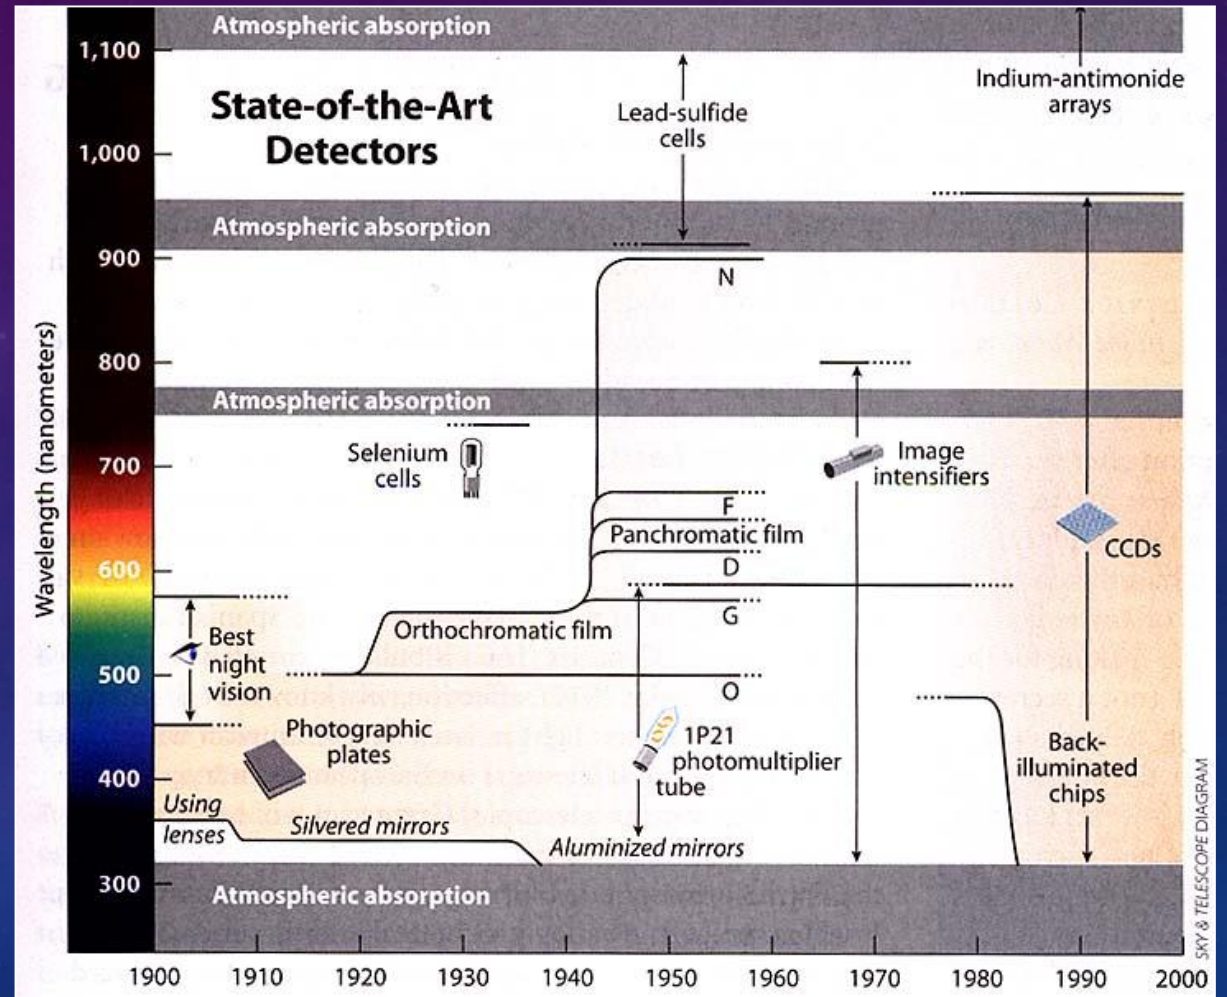 Atmospheric absorption
1,100
Indium-antimonide
arrays
State-of-the-Art
Detectors
Lead-sulfide
cells
1,000
Atmospheric absorption
900
N
800
Atmospheric absorption
Selenium
cells
700
Image
intensifiers
F
Panchromatic film
CCDs
600
D
G
Orthochromatic film
Best
night
vision
500
O
Photographic
plates
1P21
photomultiplier
tube
Back-
illuminated
chips
400
Using
lenses
Silvered mirrors
Aluminized mirrors
300
Atmospheric absorption
Wavelength (nanometers)
1900 1910 1920 1930 1940 1950 1960 1970 1980 1990 2000
SKY & TELESCOPE DIAGRAM